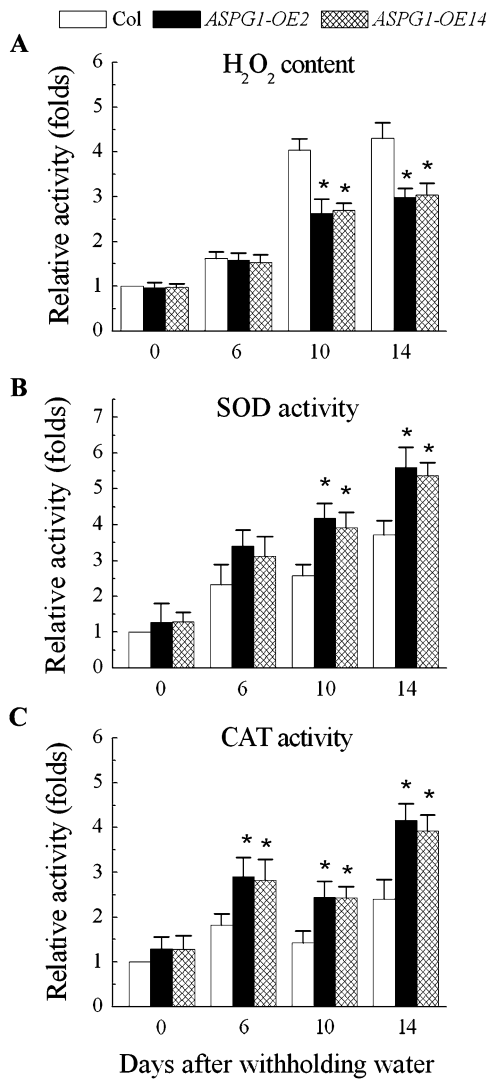 Col ASPG1-OE2 ASPG1-OE14
A
H2O2 content
Relative activity (folds)
6
5
4
3
2
1
0
* *
* *
0 6 10 14
B
SOD activity
Relative activity (folds)
7
6
5
4
3
2
1
0
* *
* *
0 6 10 14
C
CAT activity
Relative activity (folds)
6
5
4
3
2
1
0
* *
* *
* *
0 6 10 14
Days after withholding water